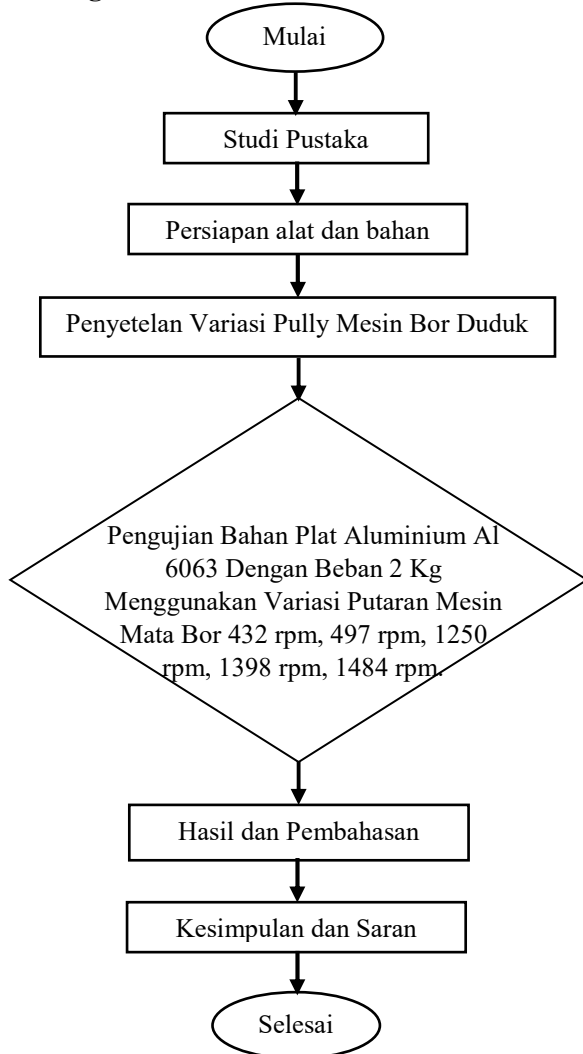 Mulai
Studi Pustaka
Persiapan alat dan bahan
Penyetelan Variasi Pully Mesin Bor Duduk
Pengujian Bahan Plat Aluminium Al
6063 Dengan Beban 2 Kg
Menggunakan Variasi Putaran Mesin
Mata Bor 432 rpm, 497 rpm, 1250
rpm, 1398 rpm, 1484 rpm.
Hasil dan Pembahasan
Kesimpulan dan Saran
Selesai